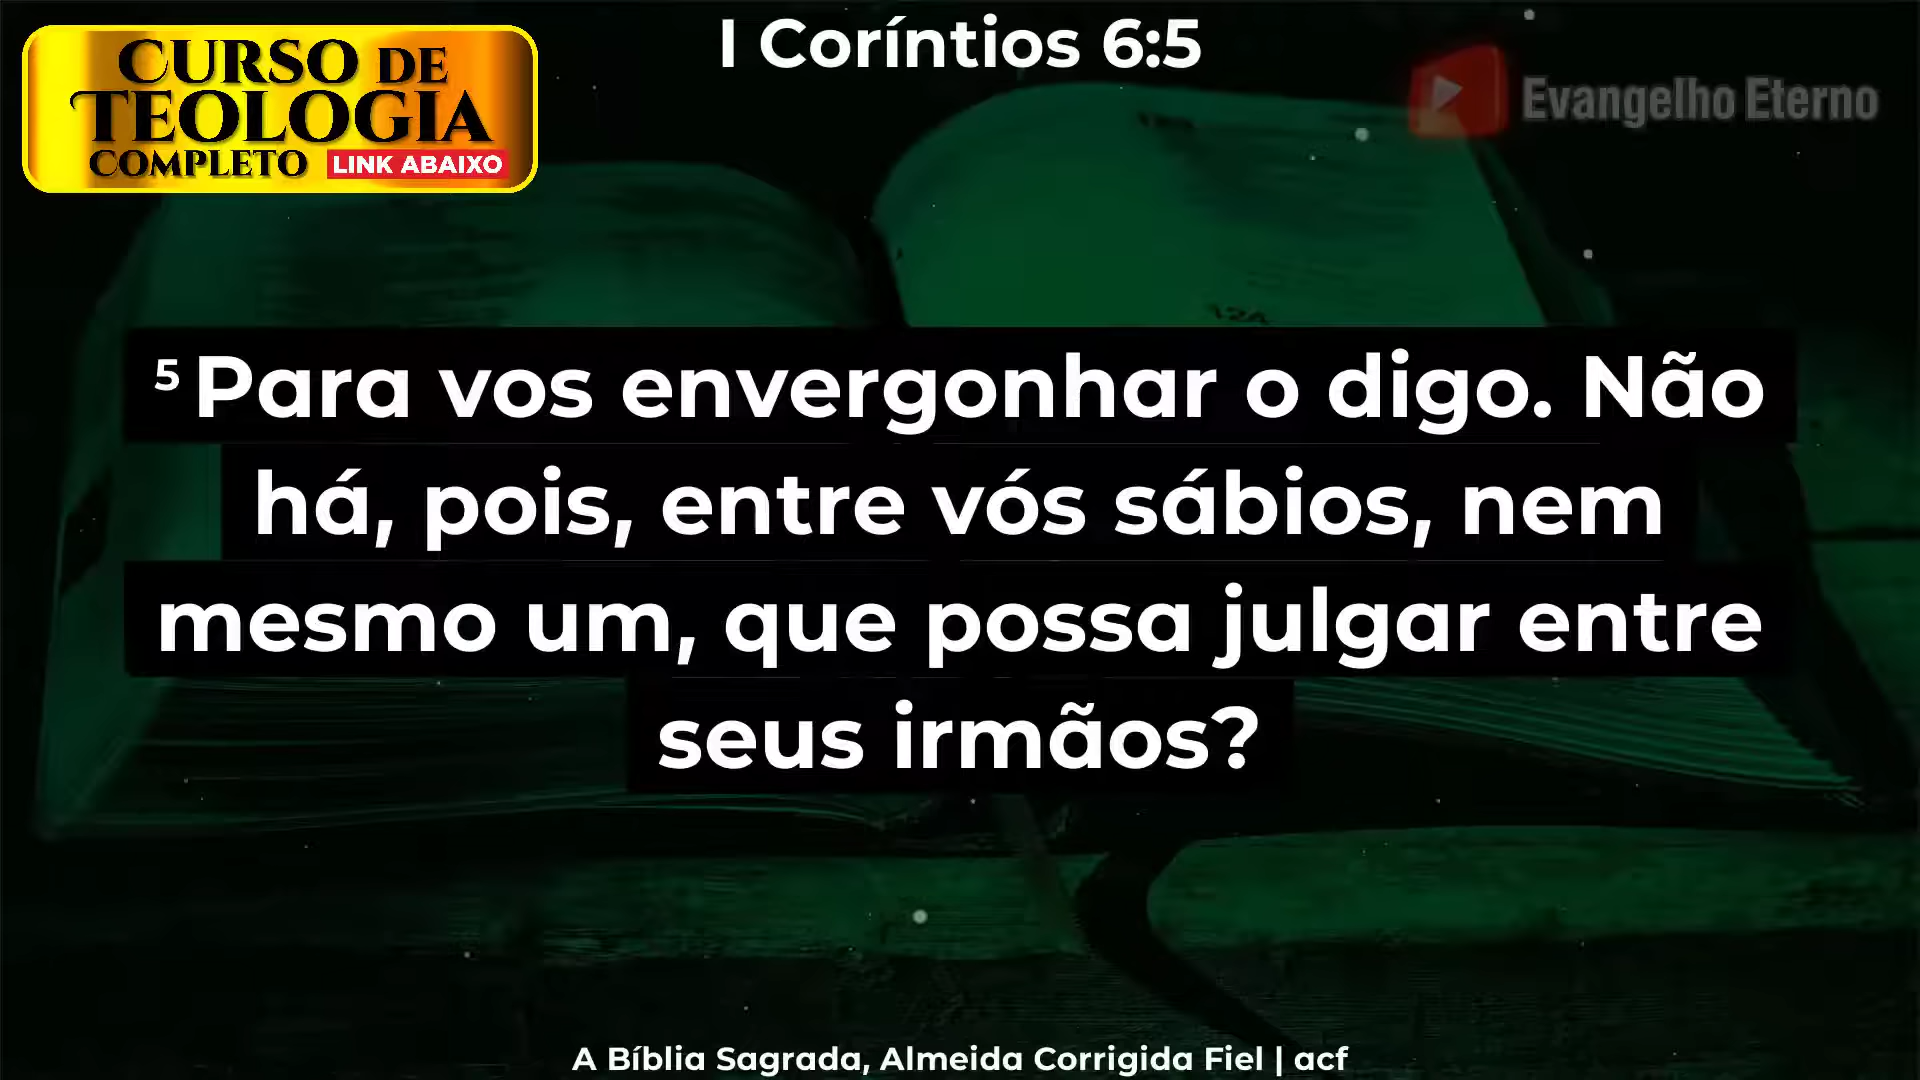 I Coríntios 6:5
CURSO DE
TEOLOGIA
COMPLETO LINK ABAIXO
Evangelho Eterno
5 Para vos envergonhar o digo. Não
há, pois, entre vós sábios, nem
mesmo um, que possa julgar entre
seus irmãos?
A Bíblia Sagrada, Almeida Corrigida Fiel | acf